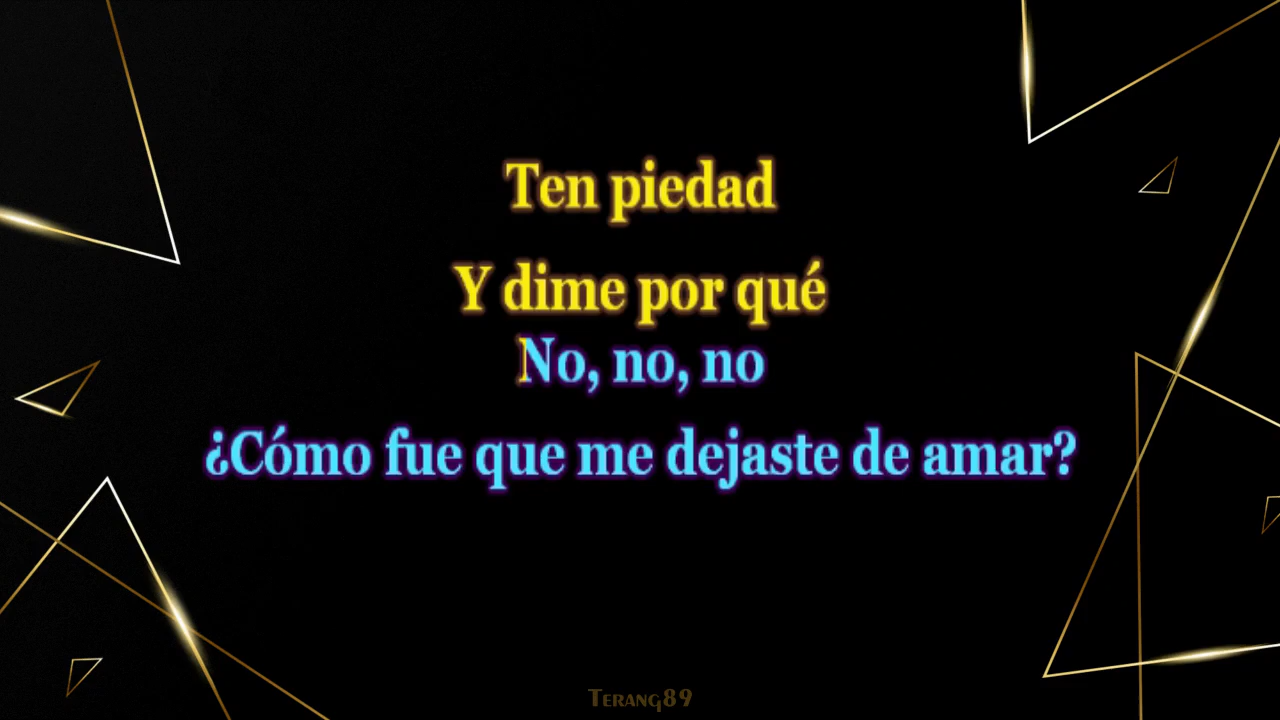 Ten piedad
Y dime por qué
No, no, no
¿Cómo fue que me dejaste de amar?
Terang89